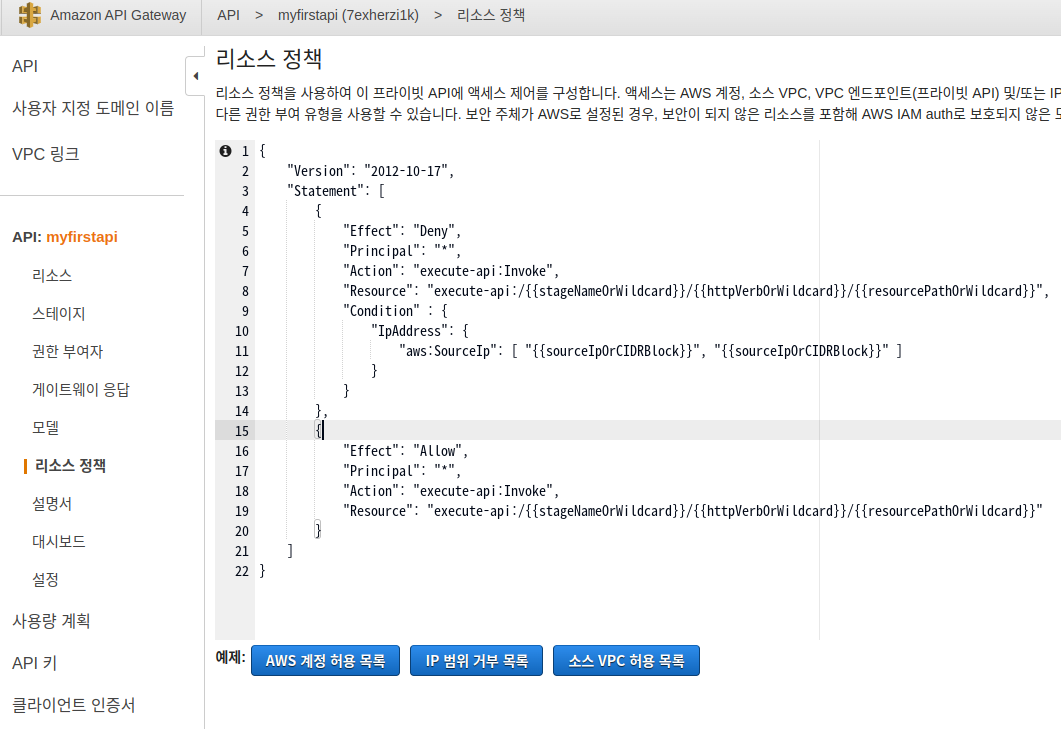 Amazon API Gateway
API > myfirstapi (7exherzi1k) > 리소스 정책
API
사용자 지정 도메인 이름
VPC 링크
API: myfirstapi
리소스
스테이지
권한 부여자
게이트웨이 응답
모델
리소스 정책
설명서
대시보드
설정
사용량 계획
API 키
클라이언트 인증서
리소스 정책
리소스 정책을 사용하여 이 프라이빗 API에 액세스 제어를 구성합니다. 액세스는 AWS 계정, 소스 VPC, VPC 엔드포인트(프라이빗 API) 및/또는 IP
다른 권한 부여 유형을 사용할 수 있습니다. 보안 주체가 AWS로 설정된 경우, 보안이 되지 않은 리소스를 포함해 AWS IAM auth로 보호되지 않은
1 {
2 "Version": "2012-10-17",
3 "Statement": [
4 {
5 "Effect": "Deny",
6 "Principal": "*",
7 "Action": "execute-api:Invoke",
8 "Resource": "execute-api:/{{stageNameOrWildcard}}/{{httpVerbOrWildcard}}/{{resourcePathOrWildcard}}",
9 "Condition" : {
10 "IpAddress": {
11 "aws:SourceIp": [ "{{sourceIpOrCIDRBlock}}", "{{sourceIpOrCIDRBlock}}" ]
12 }
13 }
14 },
15 {
16 "Effect": "Allow",
17 "Principal": "*",
18 "Action": "execute-api:Invoke",
19 "Resource": "execute-api:/{{stageNameOrWildcard}}/{{httpVerbOrWildcard}}/{{resourcePathOrWildcard}}"
20 }
21 ]
22 }
예제: AWS 계정 허용 목록 IP 범위 거부 목록 소스 VPC 허용 목록